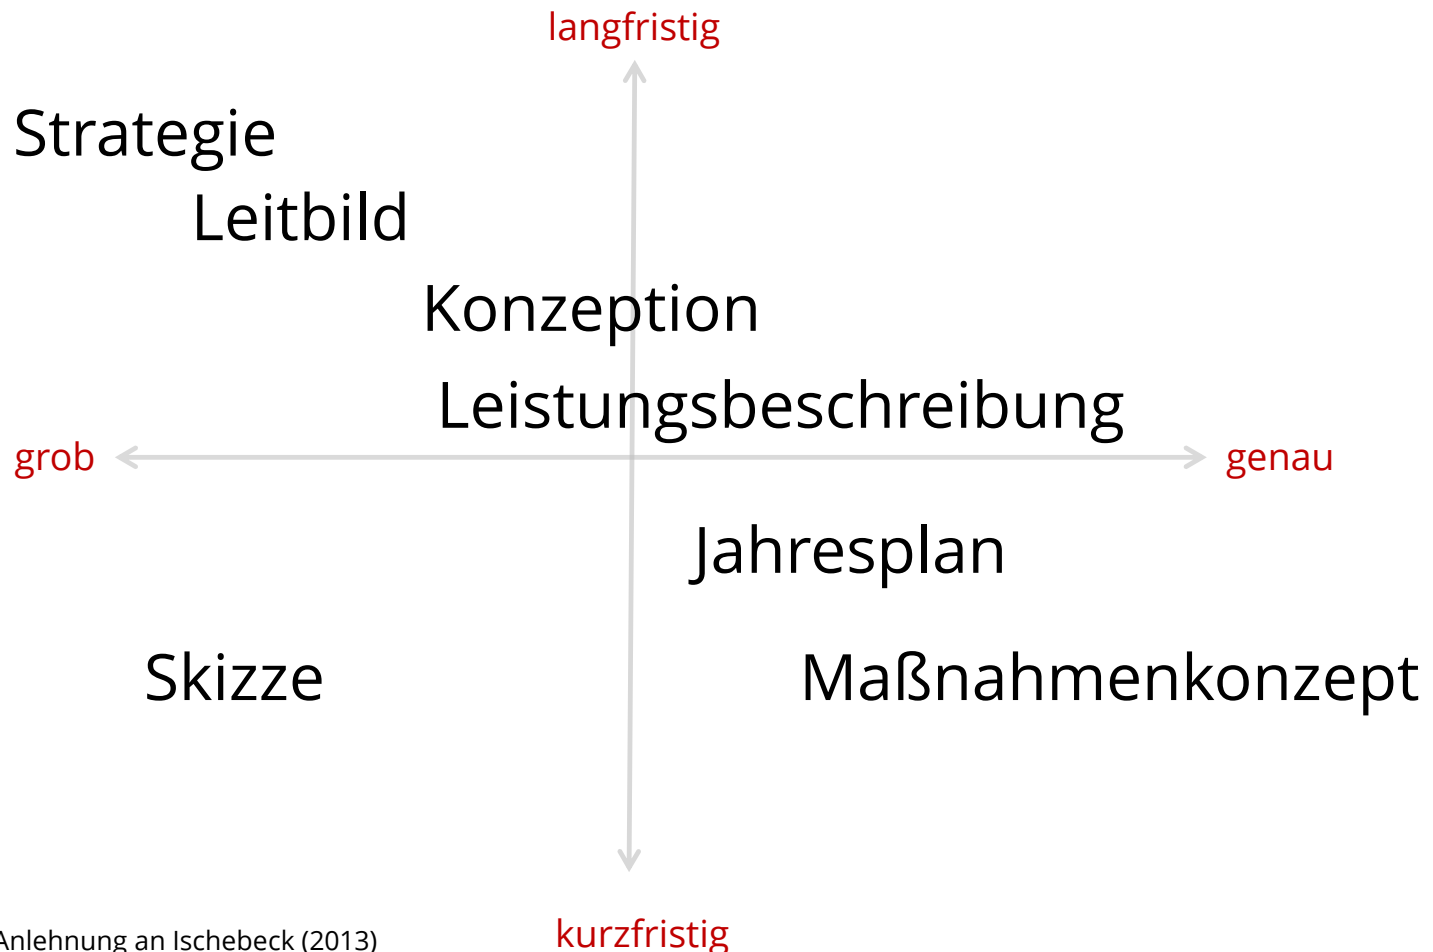 langfristig
Strategie
Leitbild
Konzeption
Leistungsbeschreibung
grob
genau
Jahresplan
Skizze
Maßnahmenkonzept
kurzfristig
Anlehnung an Ischebeck (2013)